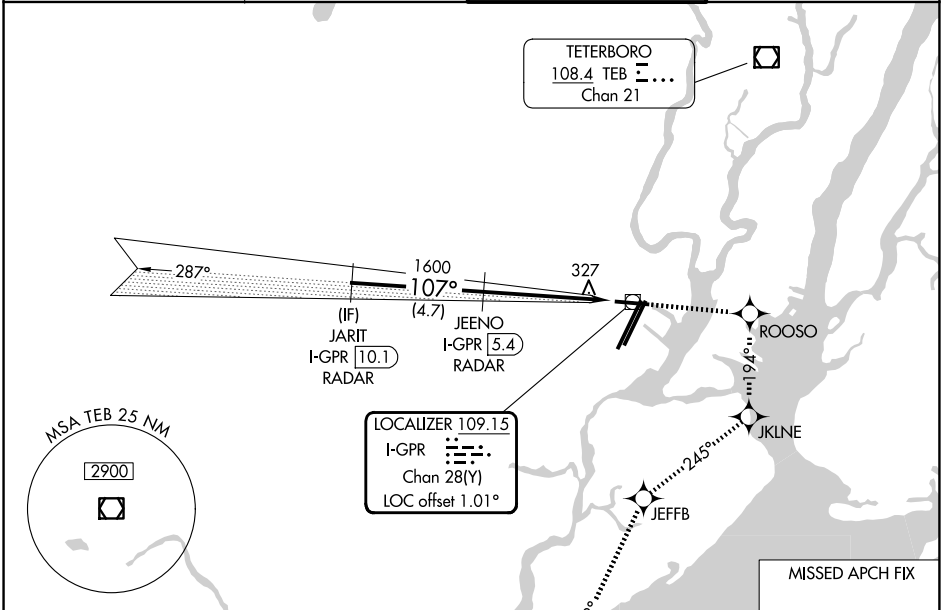 TETERBORO
108.4 TEB
Chan 21
287°
1600
107°
(4.7)
327
(IF)
JARIT
I-GPR 10.1
RADAR
JEENO
I-GPR 5.4
RADAR
ROOSO
194°
JKLNE
245°
JEFFB
LOCALIZER 109.15
I-GPR
Chan 28(Y)
LOC offset 1.01°
MSA TEB 25 NM
2900
MISSED APCH FIX